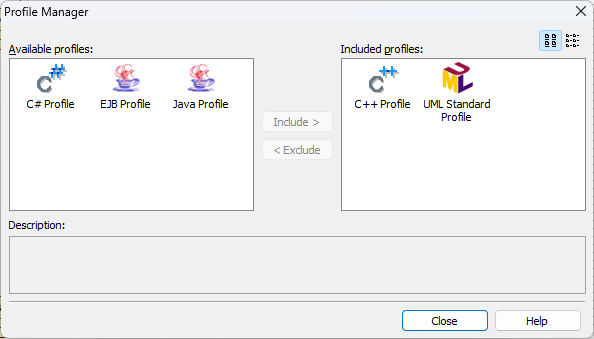 Profile Manager
Available profiles:
C# Profile
EJB Profile
Java Profile
Include >
< Exclude
Included profiles:
C++ Profile
UML Standard
Profile
Description:
Close
Help